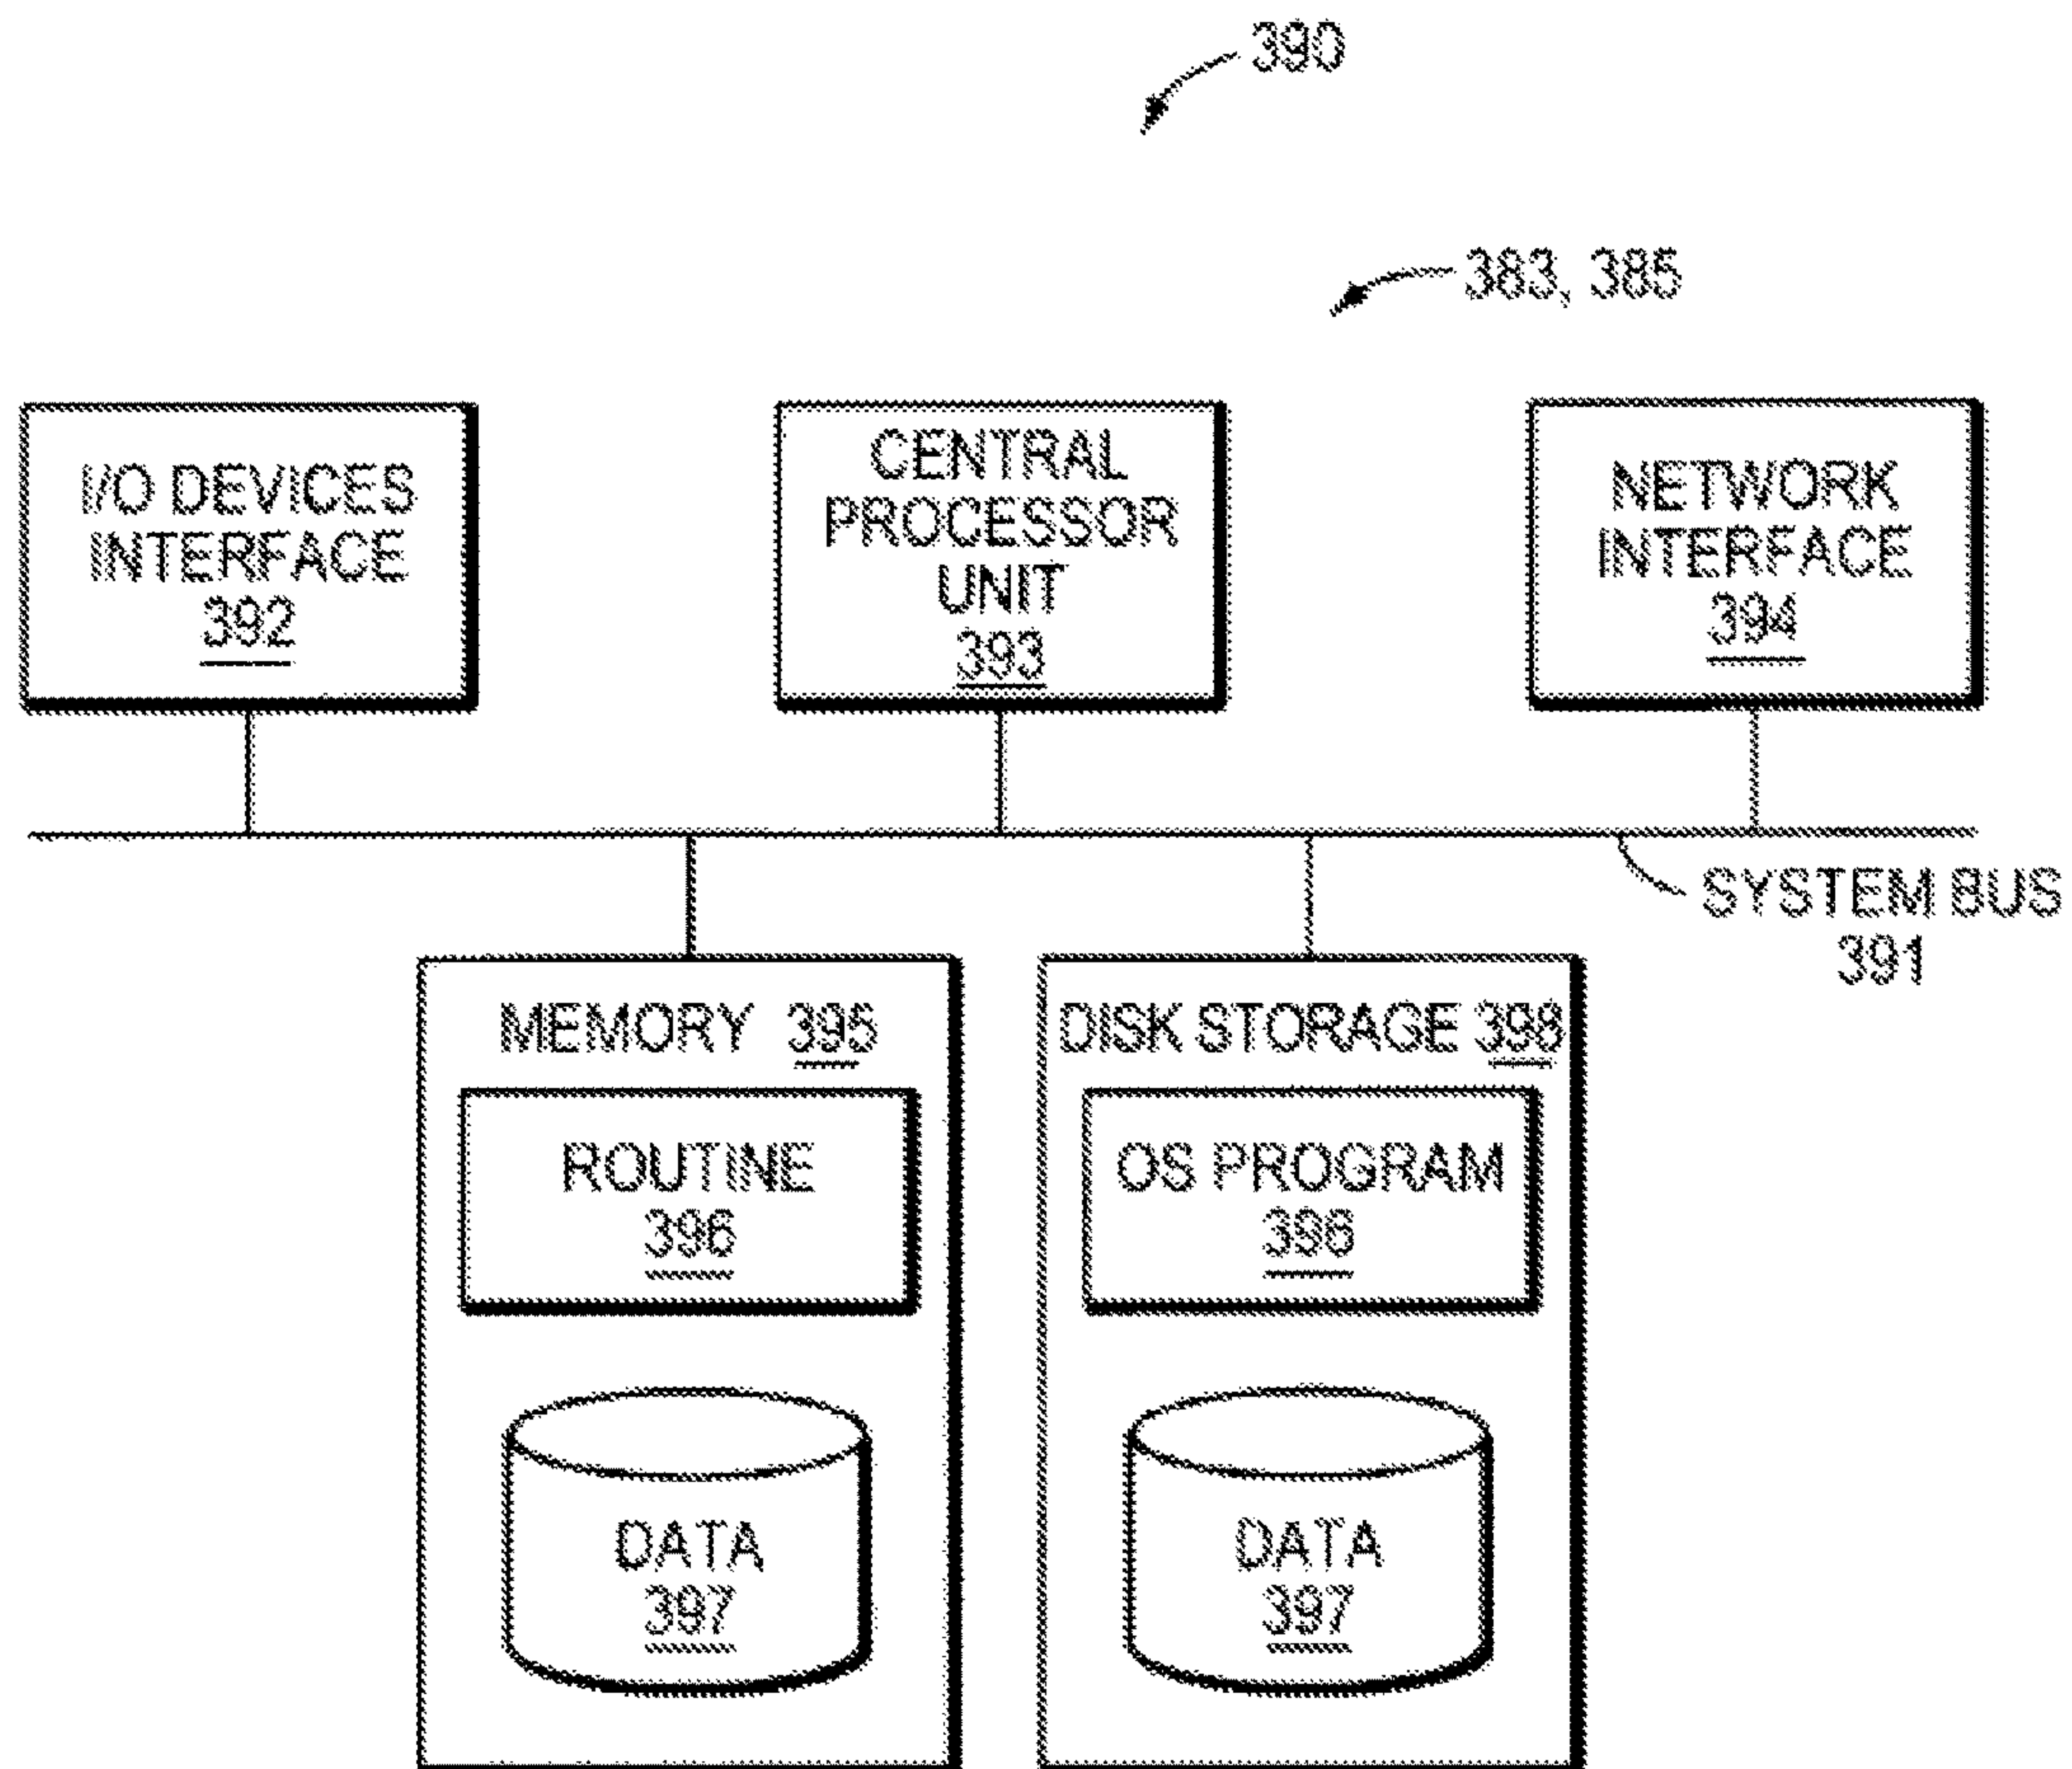 390
383, 385
I/O DEVICES
INTERFACE
392
CENTRAL
PROCESSOR
UNIT
393
NETWORK
INTERFACE
394
SYSTEM BUS
391
MEMORY 395
ROUTINE
396
DATA
397
DISK STORAGE 398
OS PROGRAM
396
DATA
397